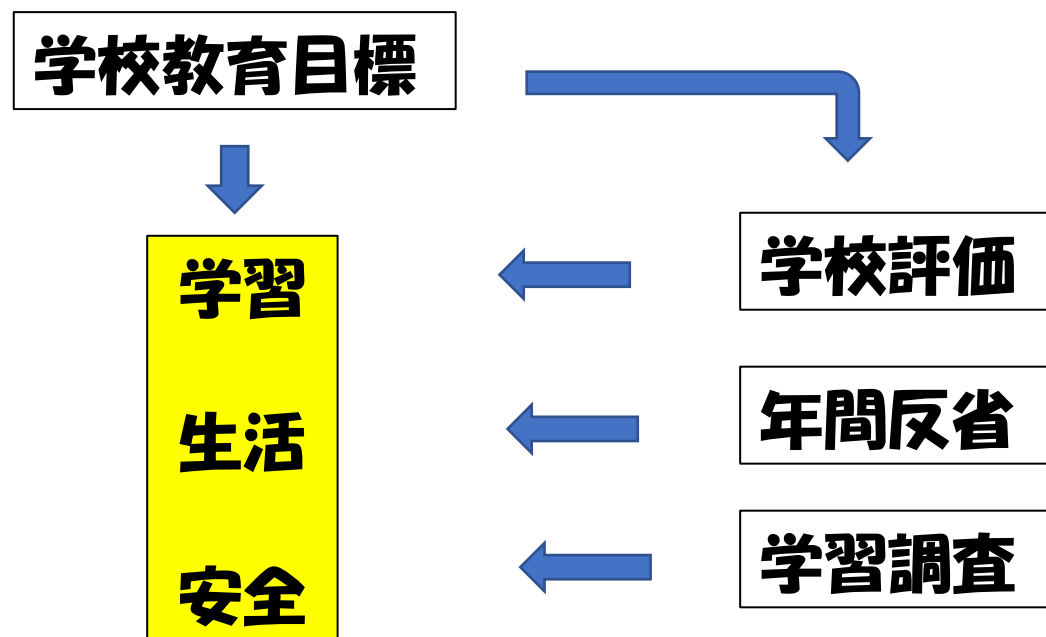 学校教育目標
学習
生活
安全
学校評価
年間反省
学習調査